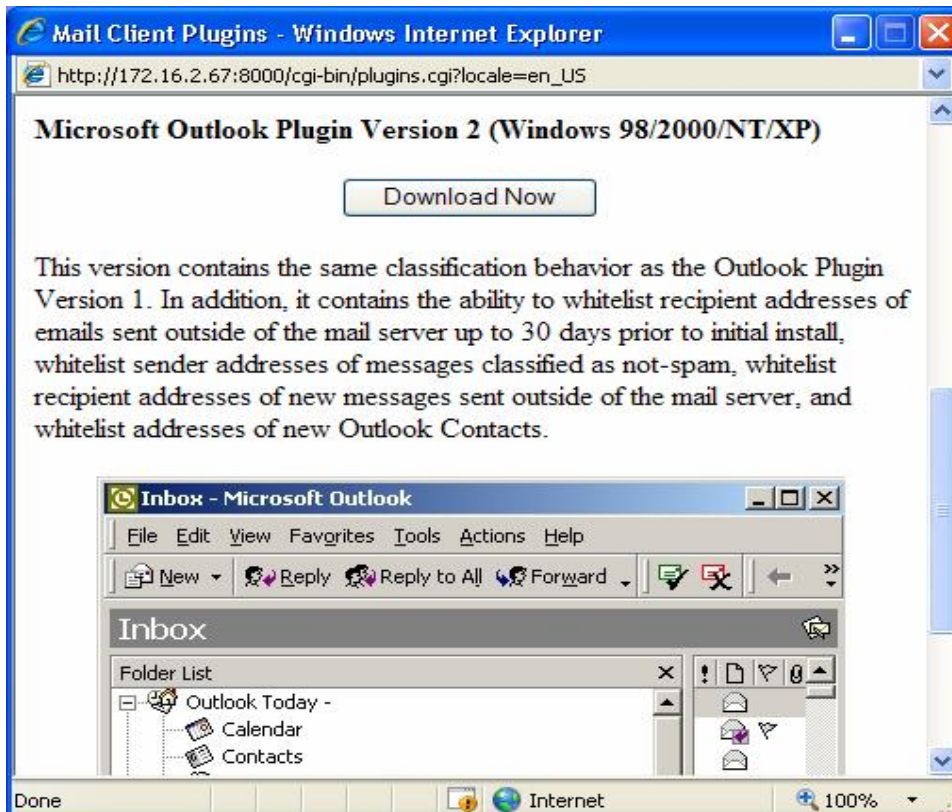 Mail Client Plugins - Windows Internet Explorer
http://172.16.2.67:8000/cgi-bin/plugins.cgi?locale=en_US
Microsoft Outlook Plugin Version 2 (Windows 98/2000/NT/XP)
Download Now
This version contains the same classification behavior as the Outlook Plugin
Version 1. In addition, it contains the ability to whitelist recipient addresses of
emails sent outside of the mail server up to 30 days prior to initial install,
whitelist sender addresses of messages classified as not-spam, whitelist
recipient addresses of new messages sent outside of the mail server, and
whitelist addresses of new Outlook Contacts.
Inbox - Microsoft Outlook
File Edit View Favorites Tools Actions Help
New Reply Reply to All Forward
Inbox
Folder List
Outlook Today -
Calendar
Contacts
Done Internet 100%